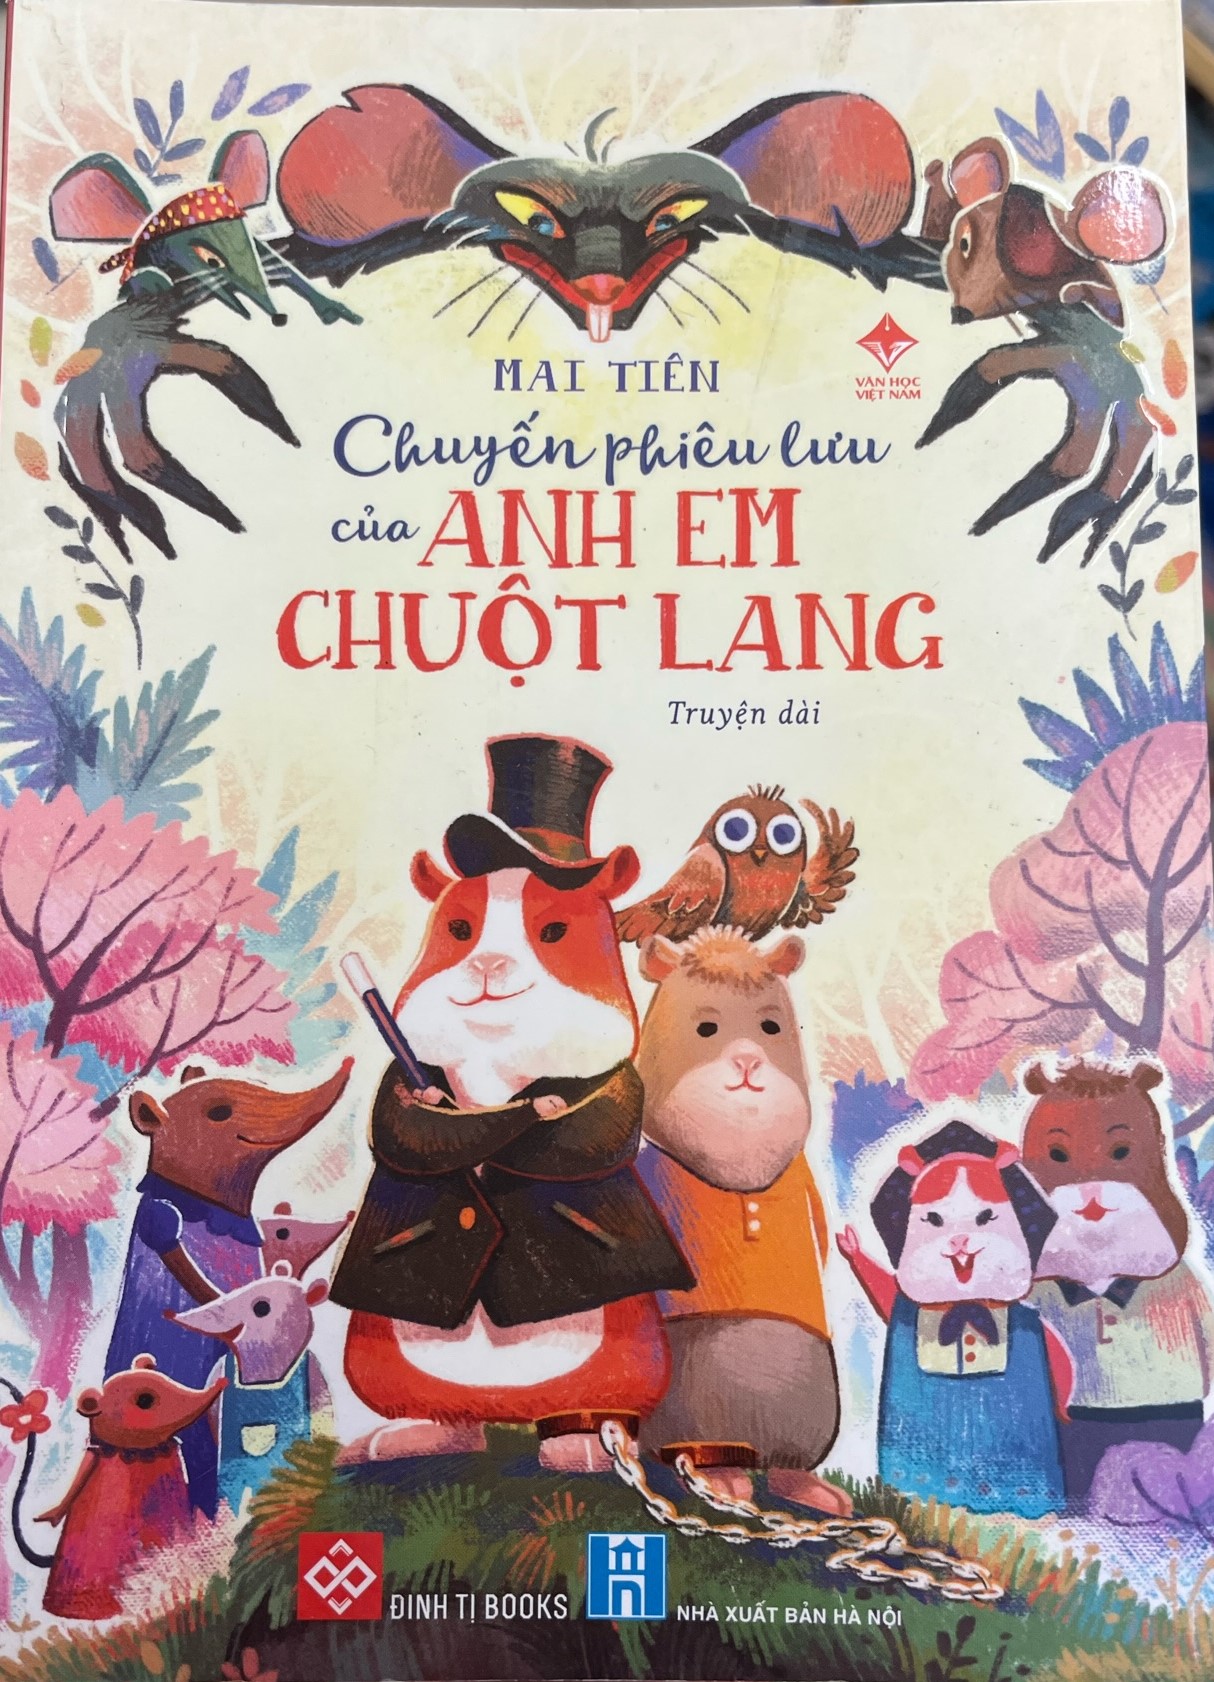 MAI TIÊN
VĂN HỌC
VIỆT NAM
Chuyến phiêu lưu
của ANH EM
CHUỘT LANG
Truyện dài
ĐINH TỊ BOOKS
NHÀ XUẤT BẢN HÀ NỘI